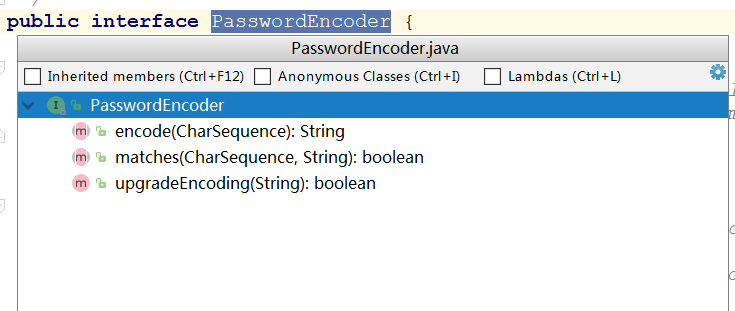 public interface PasswordEncoder {
PasswordEncoder.java
Inherited members (Ctrl+F12) Anonymous Classes (Ctrl+I) Lambdas (Ctrl+L)
I PasswordEncoder
m encode(CharSequence): String
m matches(CharSequence, String): boolean
m upgradeEncoding(String): boolean